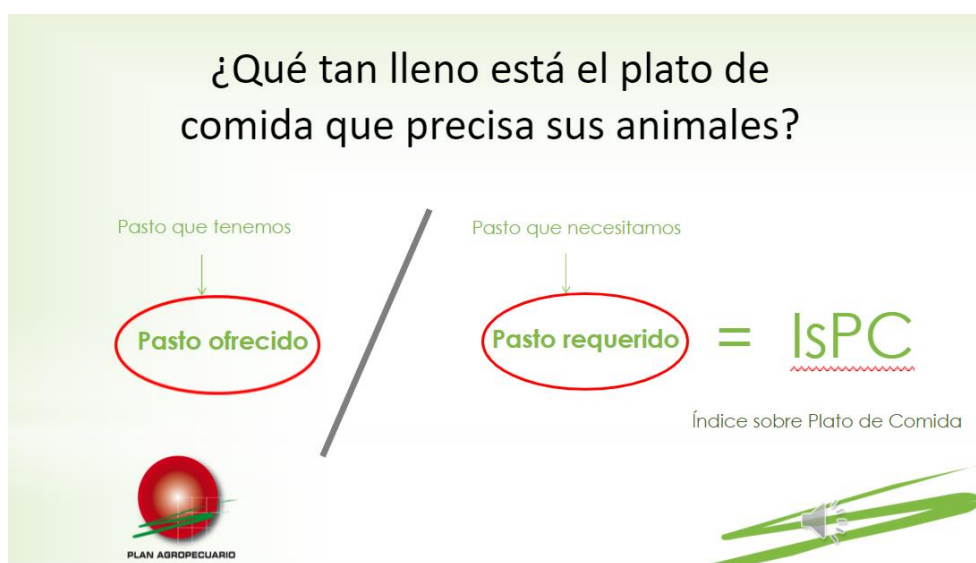 ¿Qué tan lleno está el plato de
comida que precisa sus animales?
Pasto que tenemos
Pasto que necesitamos
Pasto ofrecido / Pasto requerido = IsPC
Índice sobre Plato de Comida
PLAN AGROPECUARIO